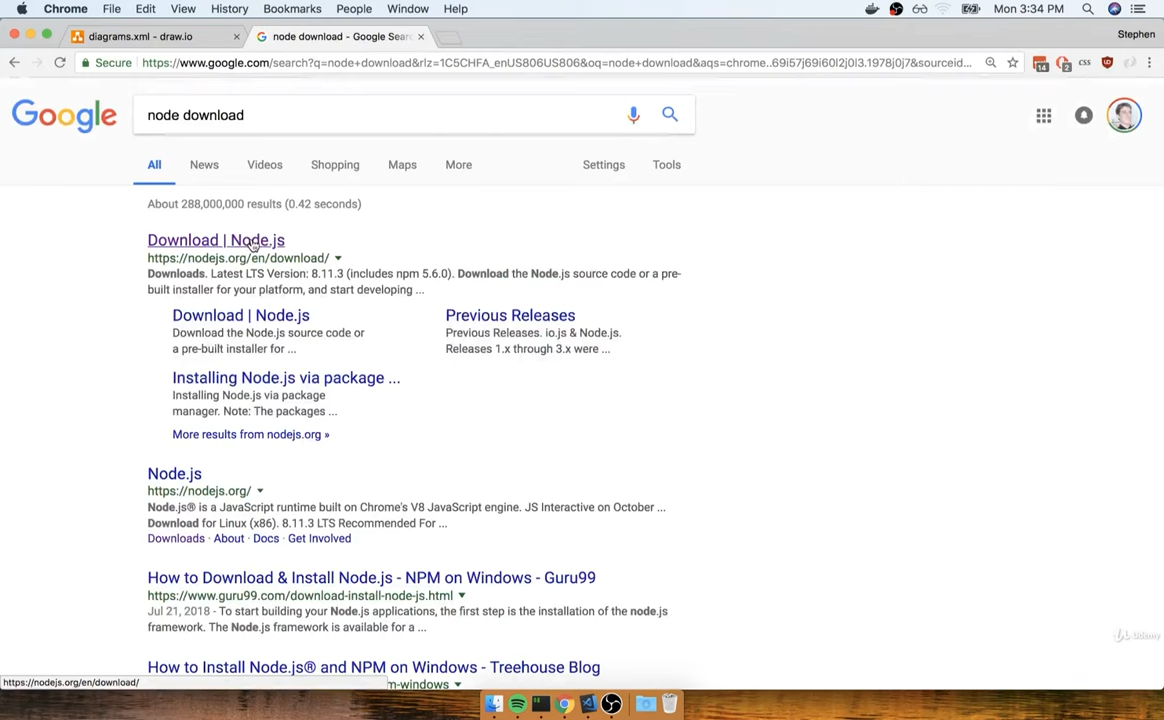 Chrome File Edit View History Bookmarks People Window Help Mon 3:34 PM
diagrams.xml - draw.io × node download - Google Sear × Stephen
Secure https://www.google.com/search?q=node+download&rlz=1C5CHFA_enUS806US806&oq=node+download&aqs=chrome..69i57j69i60l2j0l3.1978j0j7&sourceid... 14 2 css
Google node download
All News Videos Shopping Maps More Settings Tools
About 288,000,000 results (0.42 seconds)
Download | Node.js
https://nodejs.org/en/download/
Downloads. Latest LTS Version: 8.11.3 (includes npm 5.6.0). Download the Node.js source code or a pre-
built installer for your platform, and start developing ...
Download | Node.js Previous Releases
Download the Node.js source code or Previous Releases. io.js & Node.js.
a pre-built installer for ... Releases 1.x through 3.x were ...
Installing Node.js via package ...
Installing Node.js via package
manager. Note: The packages ...
More results from nodejs.org »
Node.js
https://nodejs.org/
Node.js® is a JavaScript runtime built on Chrome's V8 JavaScript engine. JS Interactive on October ...
Download for Linux (x86). 8.11.3 LTS Recommended For ...
Downloads · About · Docs · Get Involved
How to Download & Install Node.js - NPM on Windows - Guru99
https://www.guru99.com/download-install-node-js.html
Jul 21, 2018 - To start building your Node.js applications, the first step is the installation of the node.js
framework. The Node.js framework is available for a ...
Udemy
How to Install Node.js® and NPM on Windows - Treehouse Blog
https://nodejs.org/en/download/ m-windows